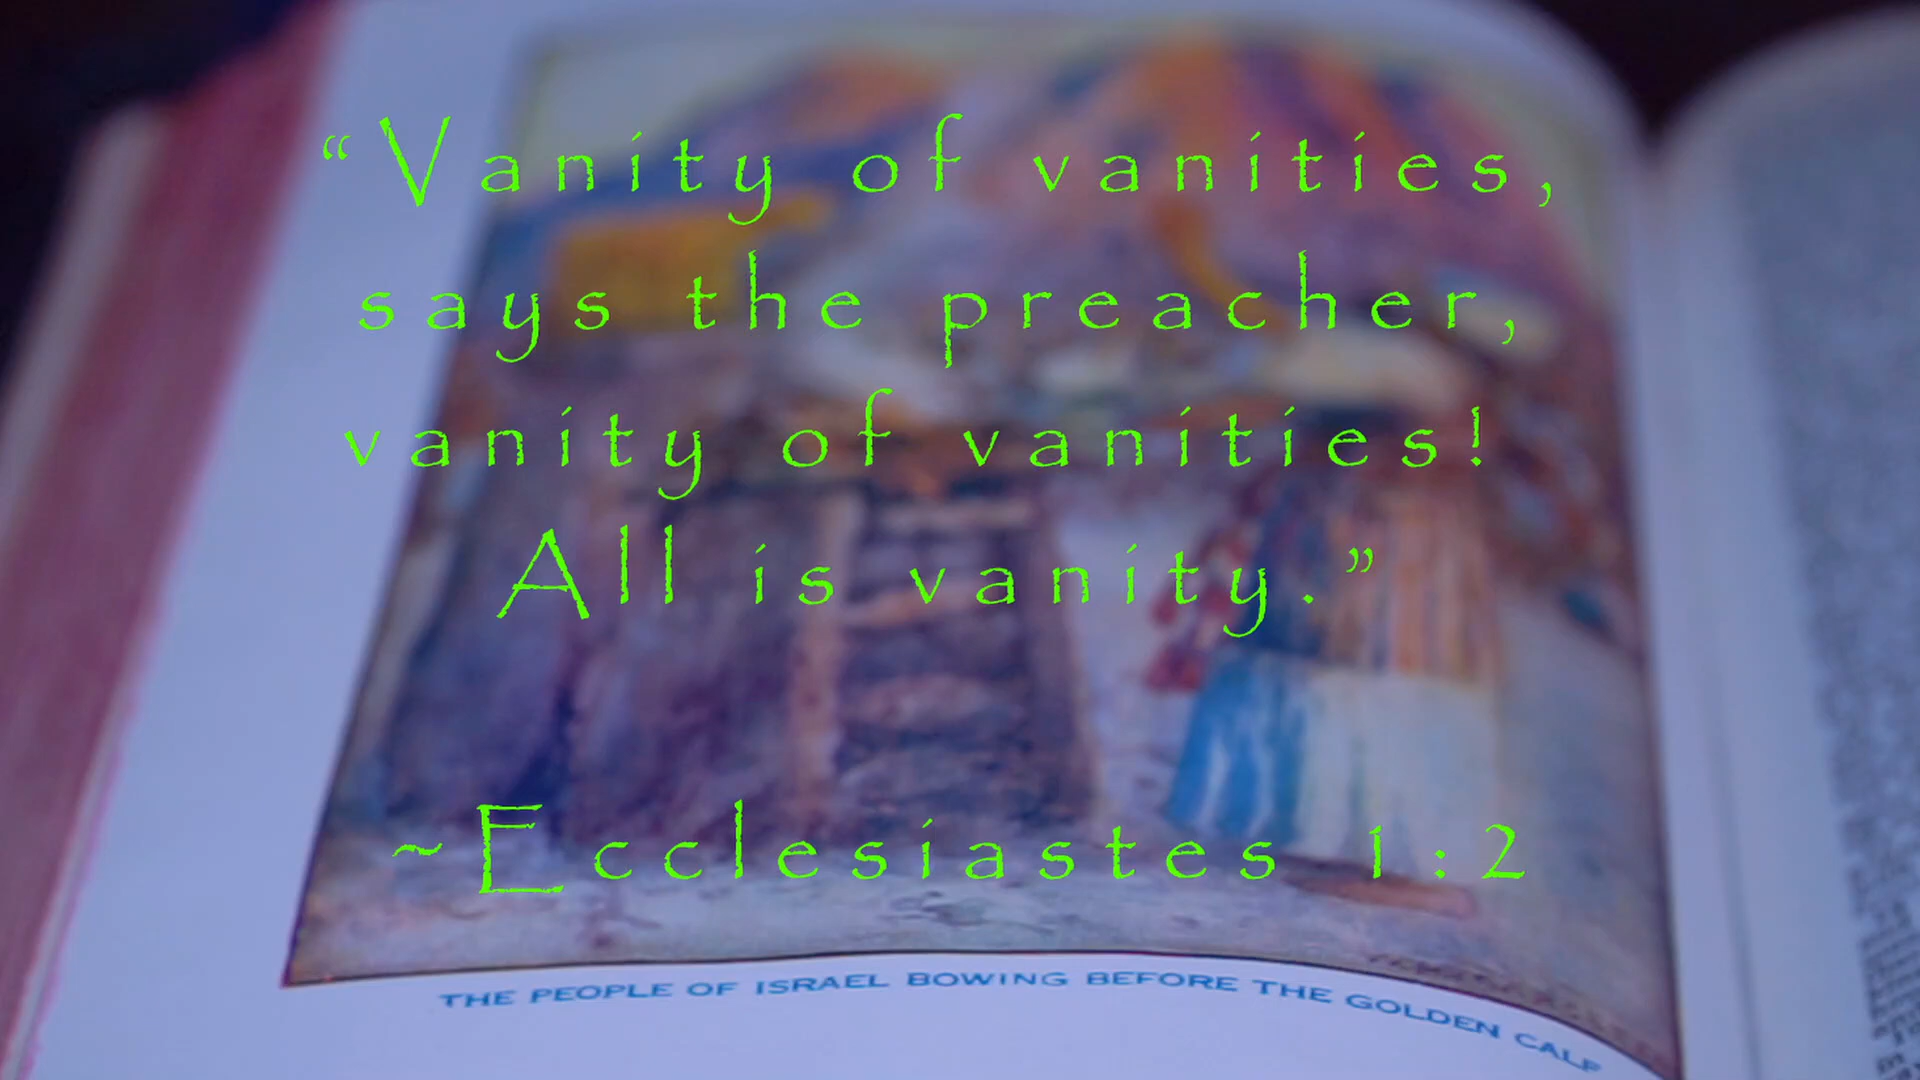 “Vanity of vanities,
says the preacher,
vanity of vanities!
All is vanity.”
~Ecclesiastes 1:2
THE PEOPLE OF ISRAEL BOWING BEFORE THE GOLDEN CALF